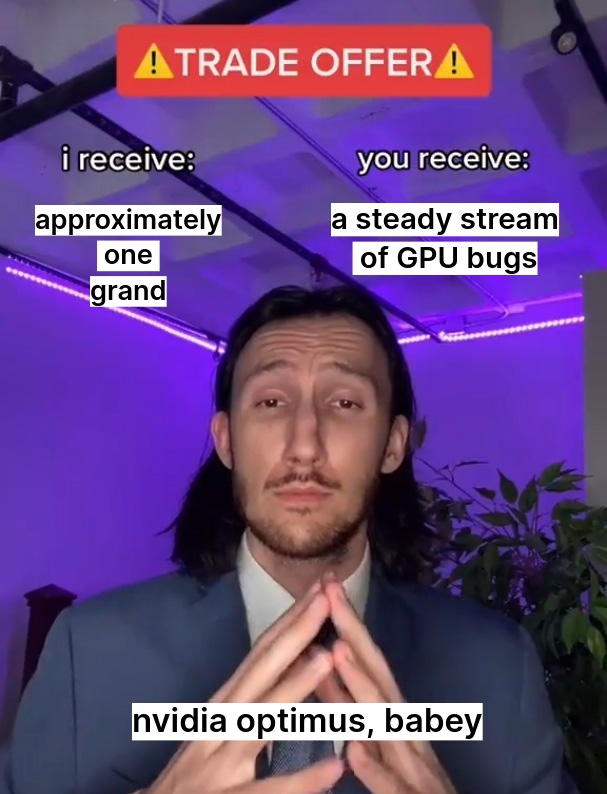 ⚠️TRADE OFFER⚠️
i receive:
you receive:
approximately
one
grand
a steady stream
of GPU bugs
nvidia optimus, babey